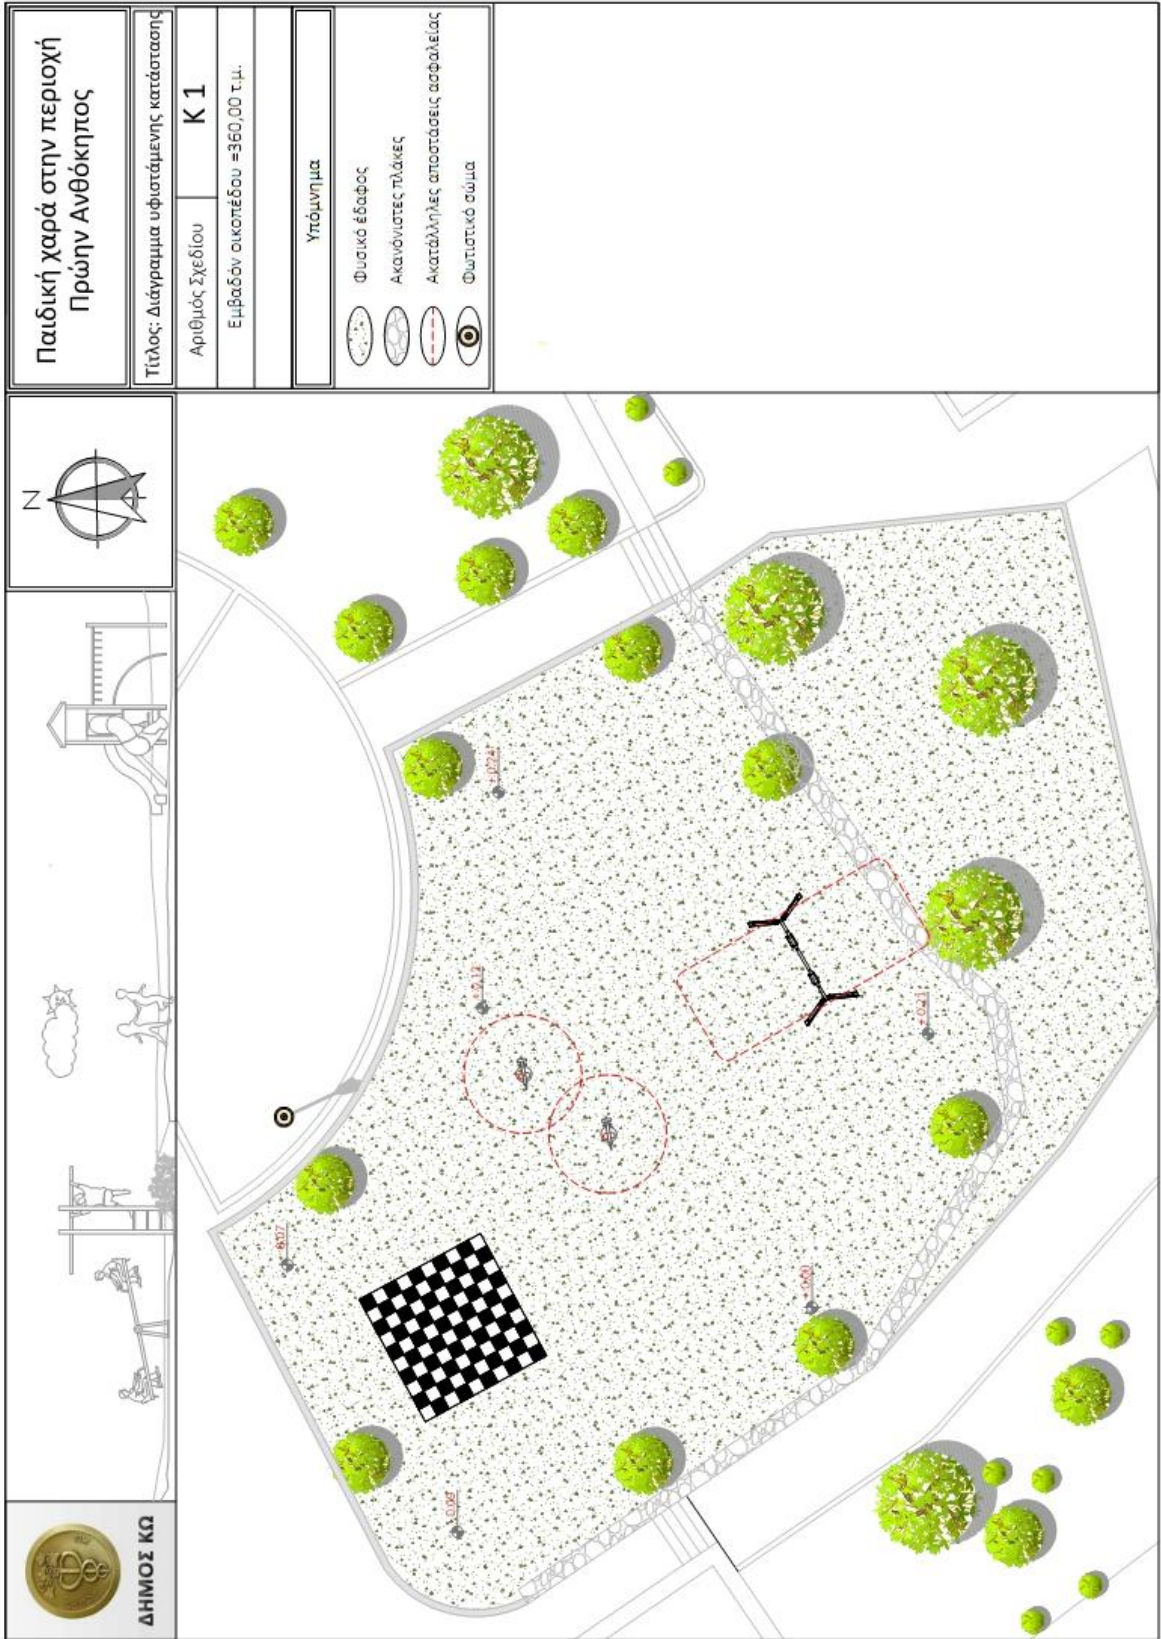 Παιδική χαρά στην περιοχή
Πρώην Ανθόκηπος
Τίτλος: Διάγραμμα υφιστάμενης κατάστασης
Αριθμός Σχεδίου
Κ 1
Εμβαδόν οικοπέδου =360,00 τ.μ.
Υπόμνημα
Φυσικό έδαφος
Ακανόνιστες πλάκες
Ακατάλληλες αποστάσεις ασφαλείας
Φωτιστικό σώμα
N
ΔΗΜΟΣ ΚΩ